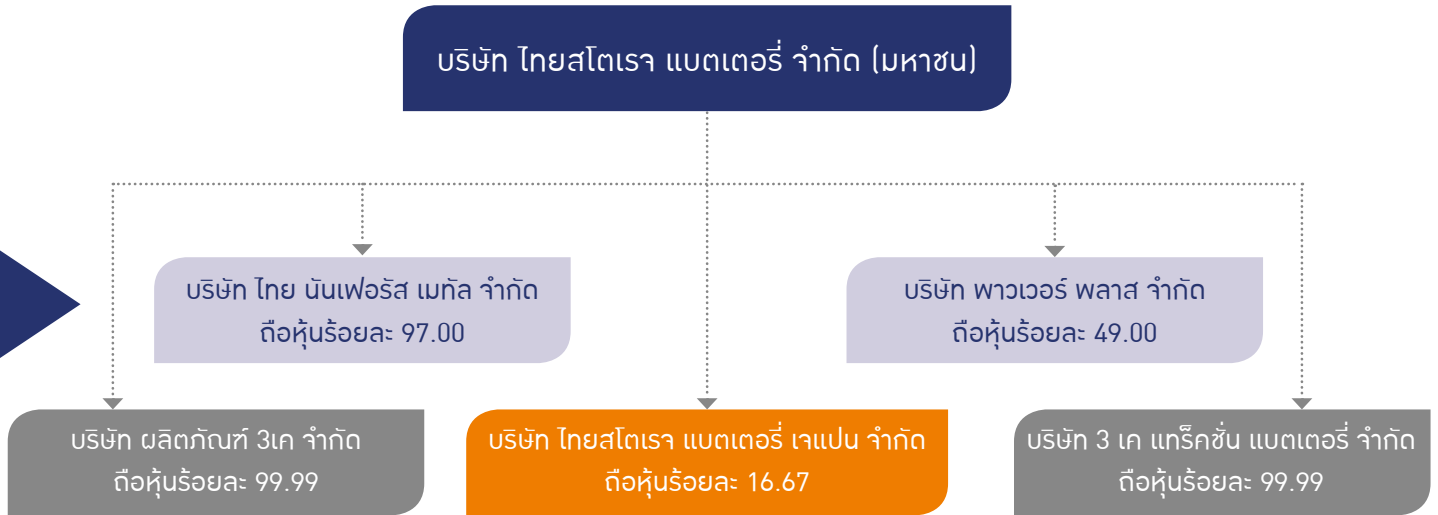 บริษัท ไทยสโตเรจ แบตเตอรี่ จำกัด (มหาชน)
บริษัท ไทย นันเฟอรัส เมทัล จำกัด
ถือหุ้นร้อยละ 97.00
บริษัท พาวเวอร์ พลาส จำกัด
ถือหุ้นร้อยละ 49.00
บริษัท ผลิตภัณฑ์ 3เค จำกัด
ถือหุ้นร้อยละ 99.99
บริษัท ไทยสโตเรจ แบตเตอรี่ เจแปน จำกัด
ถือหุ้นร้อยละ 16.67
บริษัท 3 เค แทร็คชั่น แบตเตอรี่ จำกัด
ถือหุ้นร้อยละ 99.99